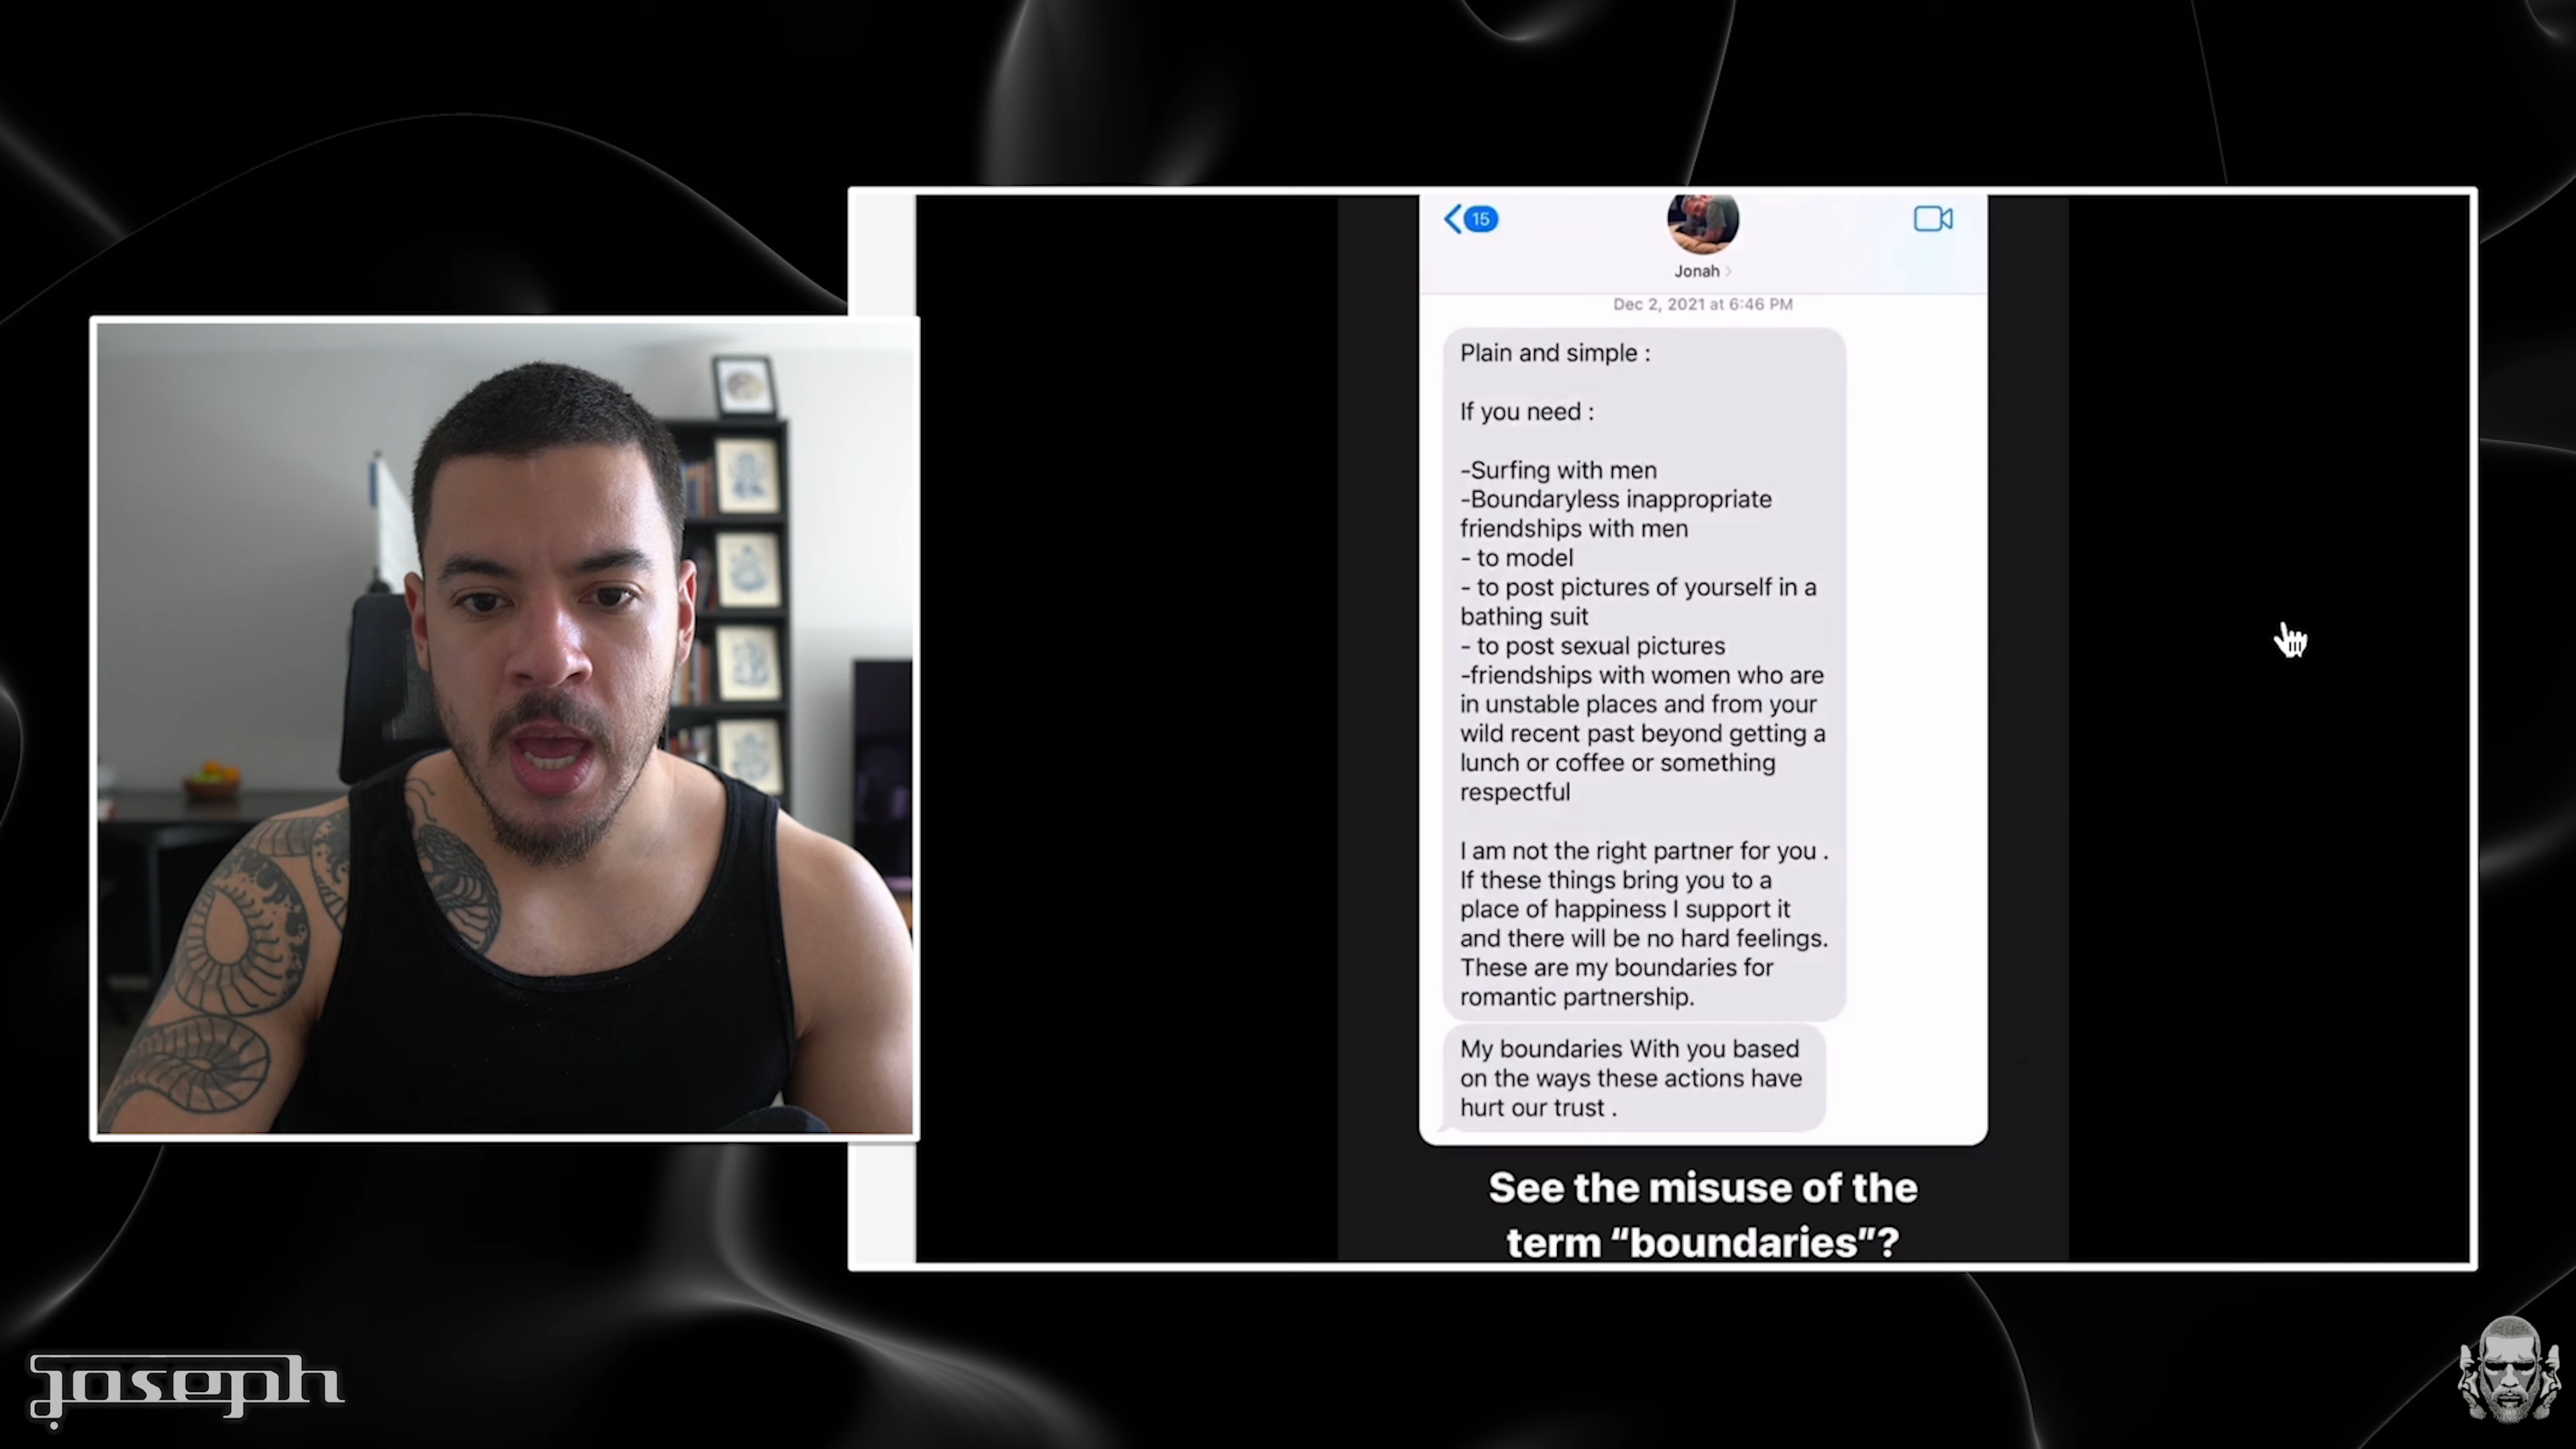 15
Jonah
Dec 2, 2021 at 6:46 PM
Plain and simple :
If you need :
-Surfing with men
-Boundaryless inappropriate
friendships with men
- to model
- to post pictures of yourself in a
bathing suit
- to post sexual pictures
-friendships with women who are
in unstable places and from your
wild recent past beyond getting a
lunch or coffee or something
respectful
I am not the right partner for you .
If these things bring you to a
place of happiness I support it
and there will be no hard feelings.
These are my boundaries for
romantic partnership.
My boundaries With you based
on the ways these actions have
hurt our trust .
See the misuse of the
term “boundaries”?
joseph